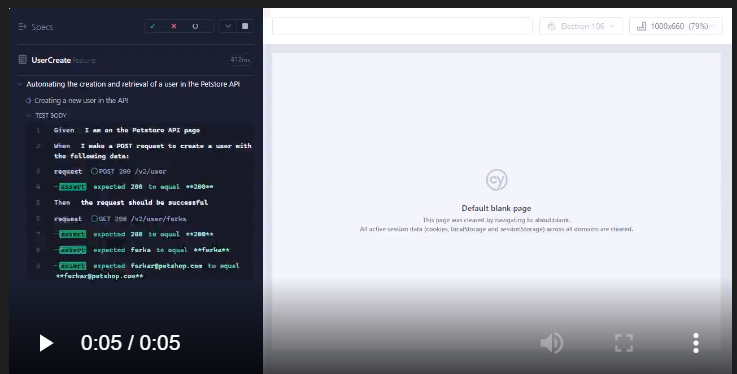 Specs
Electron 106
1000x660 (79%)
UserCreate feature
412ms
Automating the creation and retrieval of a user in the Petstore API
Creating a new user in the API
TEST BODY
1 Given I am on the Petstore API page
2 When I make a POST request to create a user with
the following data:
3 request POST 200 /v2/user
4 -assert expected 200 to equal **200**
5 Then the request should be successful
6 request GET 200 /v2/user/ferka
7 -assert expected 200 to equal **200**
8 -assert expected ferka to equal **ferka**
9 -assert expected ferkar@petshop.com to equal
**ferkar@petshop.com**
cy
Default blank page
This page was cleared by navigating to about:blank.
All active session data (cookies, localStorage and sessionStorage) across all domains are cleared.
0:05 / 0:05